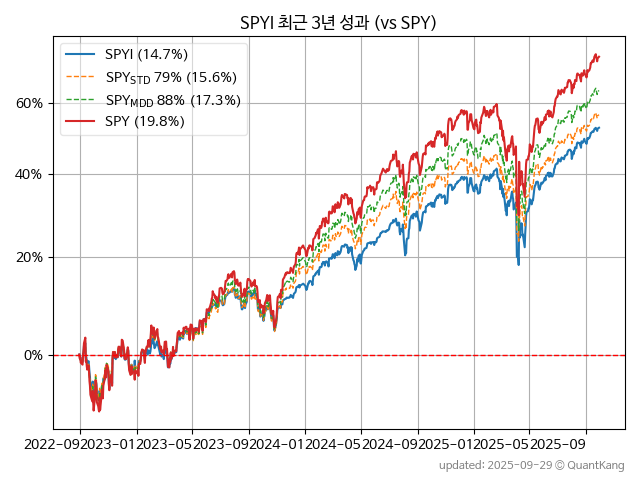 SPYI 최근 3년 성과 (vs SPY)
SPYI (14.7%)
SPYSTD 79% (15.6%)
SPYMDD 88% (17.3%)
SPY (19.8%)
60%
40%
20%
0%
2022-09 2023-01 2023-05 2023-09 2024-01 2024-05 2024-09 2025-01 2025-05 2025-09
updated: 2025-09-29 © QuantKang